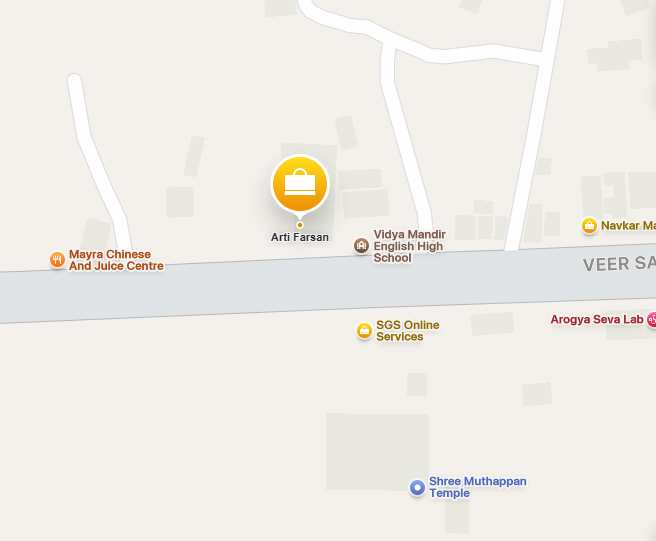 Vidya Mandir
English High
School
Arti Farsan
Navkar Ma
Mayra Chinese
And Juice Centre
VEER SA
Arogya Seva Lab
SGS Online
Services
Shree Muthappan
Temple